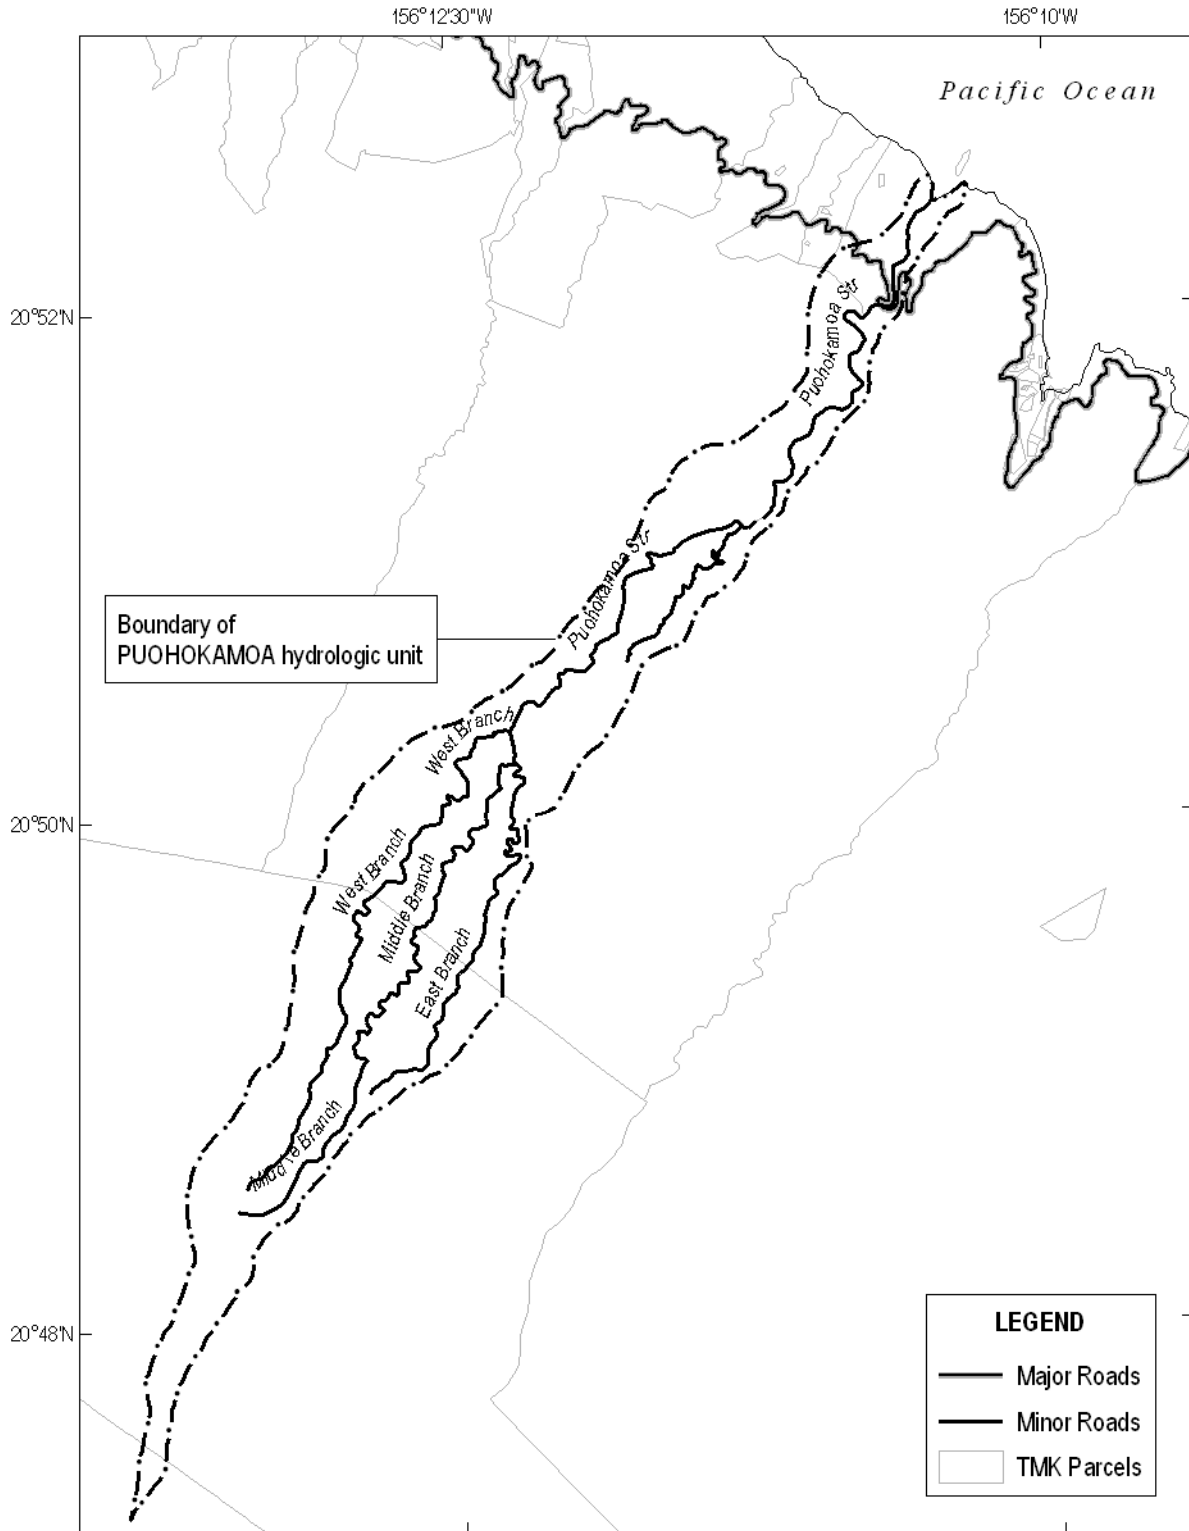 156°12'30"W
156°10'W
Pacific Ocean
20°52'N
Puohokamoa Str
Puohokamoa Str
Boundary of
PUOHOKAMOA hydrologic unit
West Branch
20°50'N
West Branch
Middle Branch
East Branch
Middle Branch
20°48'N
LEGEND
Major Roads
Minor Roads
TMK Parcels